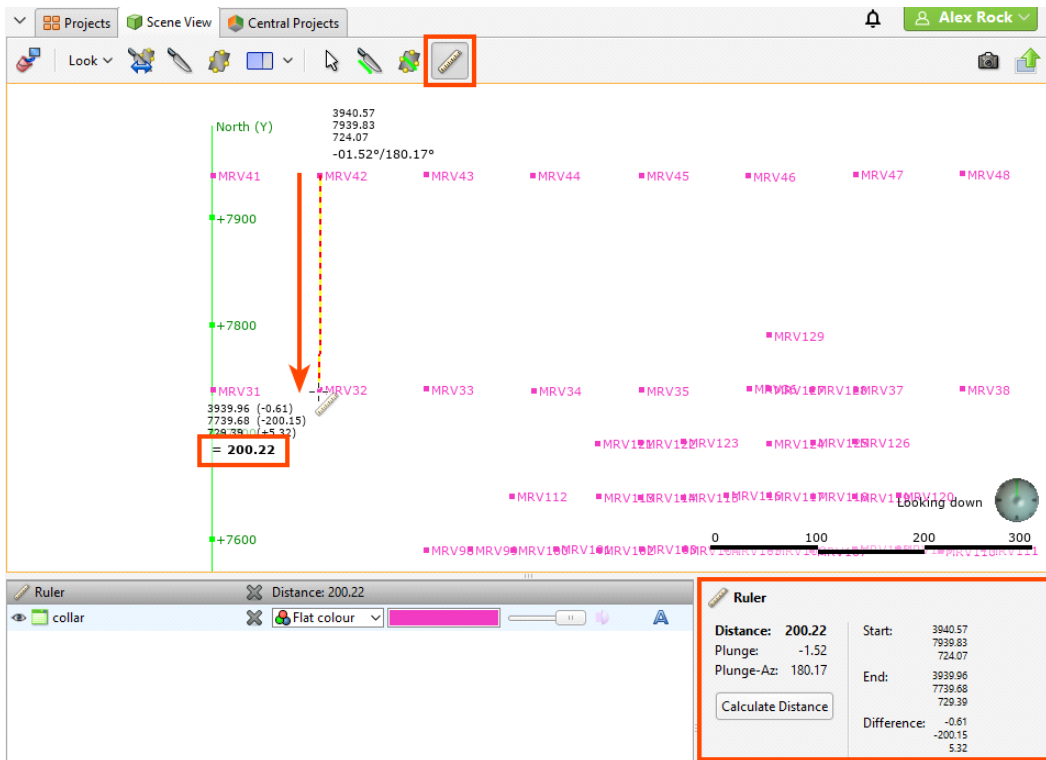 Projects Scene View Central Projects Alex Rock
Look
North (Y)
3940.57
7939.83
724.07
-01.52°/180.17°
MRV41 MRV42 MRV43 MRV44 MRV45 MRV46 MRV47 MRV48
+7900
+7800
MRV129
MRV31 MRV32 MRV33 MRV34 MRV35 MRV37 MRV38
3939.96 (-0.61)
7739.68 (-200.15)
729.39 (+5.32)
= 200.22
MRV123 MRV126
MRV112 MRV120
Looking down
+7600
0 100 200 300
Ruler Distance: 200.22
collar Flat colour A
Ruler
Distance: 200.22
Plunge: -1.52
Plunge-Az: 180.17
Calculate Distance
Start: 3940.57
7939.83
724.07
End: 3939.96
7739.68
729.39
Difference: -0.61
-200.15
5.32